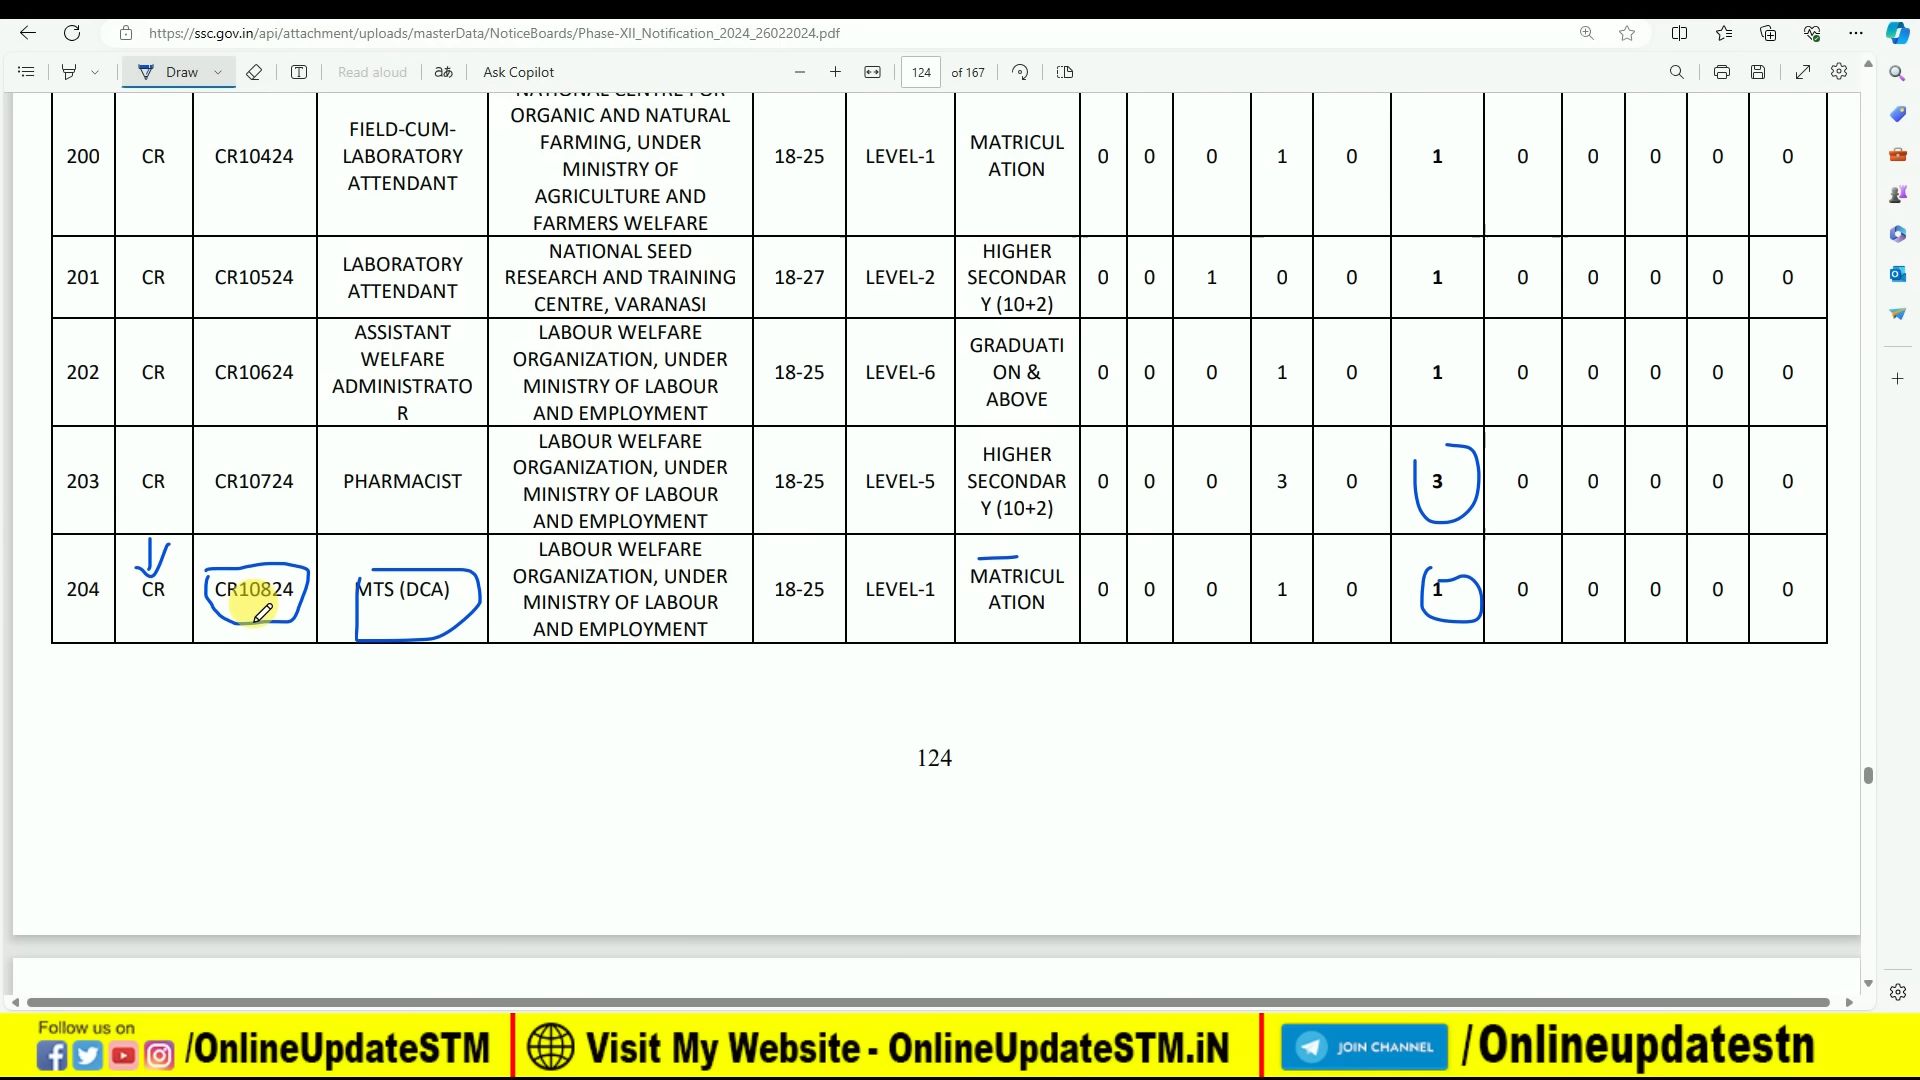 https://ssc.gov.in/api/attachment/uploads/masterData/NoticeBoards/Phase-XII_Notification_2024_26022024.pdf
Draw Read aloud aあ Ask Copilot 124 of 167
NATIONAL CENTRE FOR
ORGANIC AND NATURAL
FARMING, UNDER
MINISTRY OF
AGRICULTURE AND
FARMERS WELFARE
200 CR CR10424 FIELD-CUM-
LABORATORY
ATTENDANT
18-25 LEVEL-1 MATRICUL
ATION
0 0 0 1 0 1 0 0 0 0 0
201 CR CR10524 LABORATORY
ATTENDANT
NATIONAL SEED
RESEARCH AND TRAINING
CENTRE, VARANASI
18-27 LEVEL-2 HIGHER
SECONDAR
Y (10+2)
0 0 1 0 0 1 0 0 0 0 0
202 CR CR10624 ASSISTANT
WELFARE
ADMINISTRATO
R
LABOUR WELFARE
ORGANIZATION, UNDER
MINISTRY OF LABOUR
AND EMPLOYMENT
18-25 LEVEL-6 GRADUATI
ON &
ABOVE
0 0 0 1 0 1 0 0 0 0 0
203 CR CR10724 PHARMACIST
LABOUR WELFARE
ORGANIZATION, UNDER
MINISTRY OF LABOUR
AND EMPLOYMENT
18-25 LEVEL-5 HIGHER
SECONDAR
Y (10+2)
0 0 0 3 0 3 0 0 0 0 0
204 CR CR10824 MTS (DCA)
LABOUR WELFARE
ORGANIZATION, UNDER
MINISTRY OF LABOUR
AND EMPLOYMENT
18-25 LEVEL-1 MATRICUL
ATION
0 0 0 1 0 1 0 0 0 0 0
124
Follow us on
/OnlineUpdateSTM
Visit My Website - OnlineUpdateSTM.iN
JOIN CHANNEL
/Onlineupdatestn